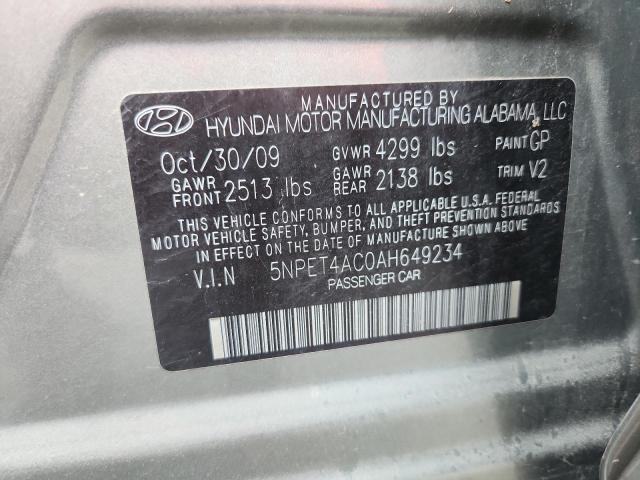 MANUFACTURED BY
HYUNDAI MOTOR MANUFACTURING ALABAMA, LLC
Oct/30/09 GVWR 4299 lbs PAINT GP
GAWR FRONT 2513 lbs GAWR REAR 2138 lbs TRIM V2
THIS VEHICLE CONFORMS TO ALL APPLICABLE U.S.A. FEDERAL
MOTOR VEHICLE SAFETY, BUMPER, AND THEFT PREVENTION STANDARDS
IN EFFECT ON THE DATE OF MANUFACTURE SHOWN ABOVE
V.I.N 5NPET4AC0AH649234
PASSENGER CAR